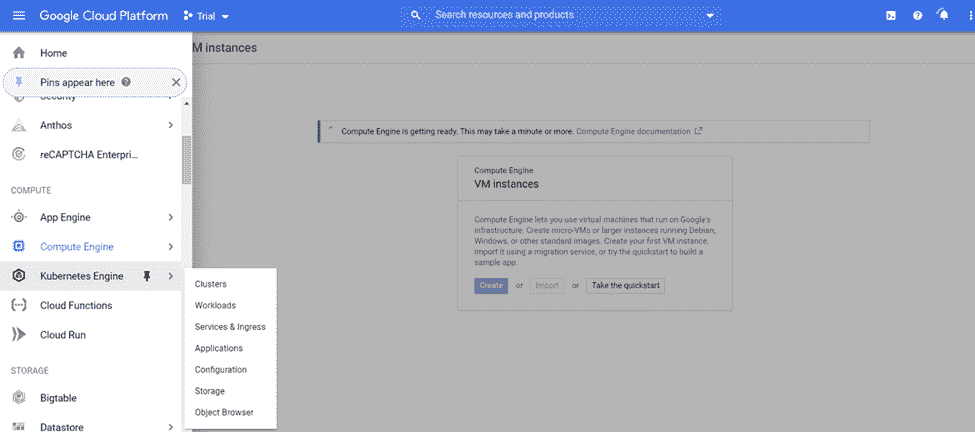 Google Cloud Platform
Trial
Search resources and products
Home
Pins appear here
Security
Anthos
reCAPTCHA Enterpri...
COMPUTE
App Engine
Compute Engine
Kubernetes Engine
Cloud Functions
Cloud Run
STORAGE
Bigtable
Datastore
Clusters
Workloads
Services & Ingress
Applications
Configuration
Storage
Object Browser
VM instances
Compute Engine is getting ready. This may take a minute or more. Compute Engine documentation
Compute Engine
VM instances
Compute Engine lets you use virtual machines that run on Google's
infrastructure. Create micro-VMs or larger instances running Debian,
Windows, or other standard images. Create your first VM instance,
import it using a migration service, or try the quickstart to build a
sample app.
Create or Import or Take the quickstart